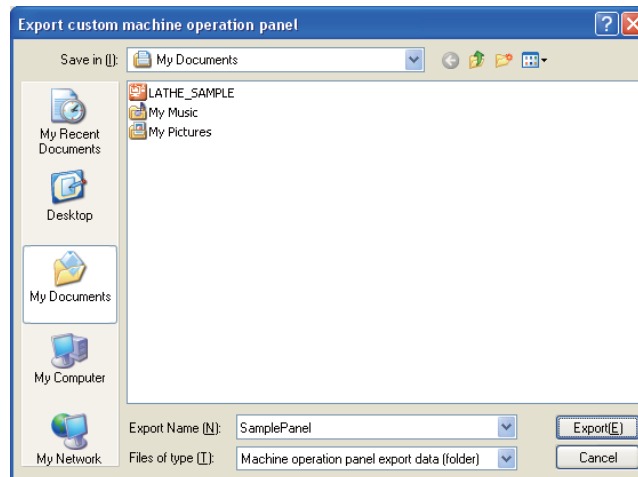 Export custom machine operation panel
Save in (I): My Documents
LATHE_SAMPLE
My Music
My Pictures
My Recent
Documents
Desktop
My Documents
My Computer
My Network
Export Name (N): SamplePanel Export(E)
Files of type (T): Machine operation panel export data (folder) Cancel